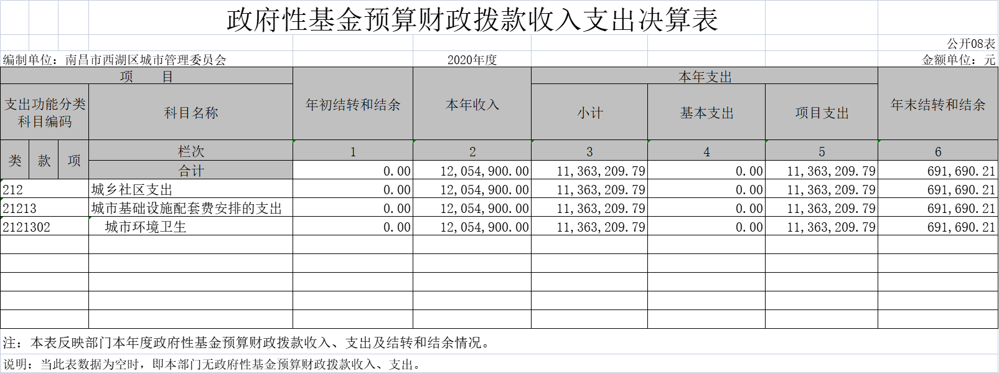 政府性基金预算财政拨款收入支出决算表
公开08表
编制单位：南昌市西湖区城市管理委员会 2020年度 金额单位：元
项 目 年初结转和结余 本年收入 本年支出 年末结转和结余
支出功能分类科目编码 科目名称 小计 基本支出 项目支出
类 款 项 栏次 1 2 3 4 5 6
合计 0.00 12,054,900.00 11,363,209.79 0.00 11,363,209.79 691,690.21
212 城乡社区支出 0.00 12,054,900.00 11,363,209.79 0.00 11,363,209.79 691,690.21
21213 城市基础设施配套费安排的支出 0.00 12,054,900.00 11,363,209.79 0.00 11,363,209.79 691,690.21
2121302 城市环境卫生 0.00 12,054,900.00 11,363,209.79 0.00 11,363,209.79 691,690.21
注：本表反映部门本年度政府性基金预算财政拨款收入、支出及结转和结余情况。
说明：当此表数据为空时，即本部门无政府性基金预算财政拨款收入、支出。